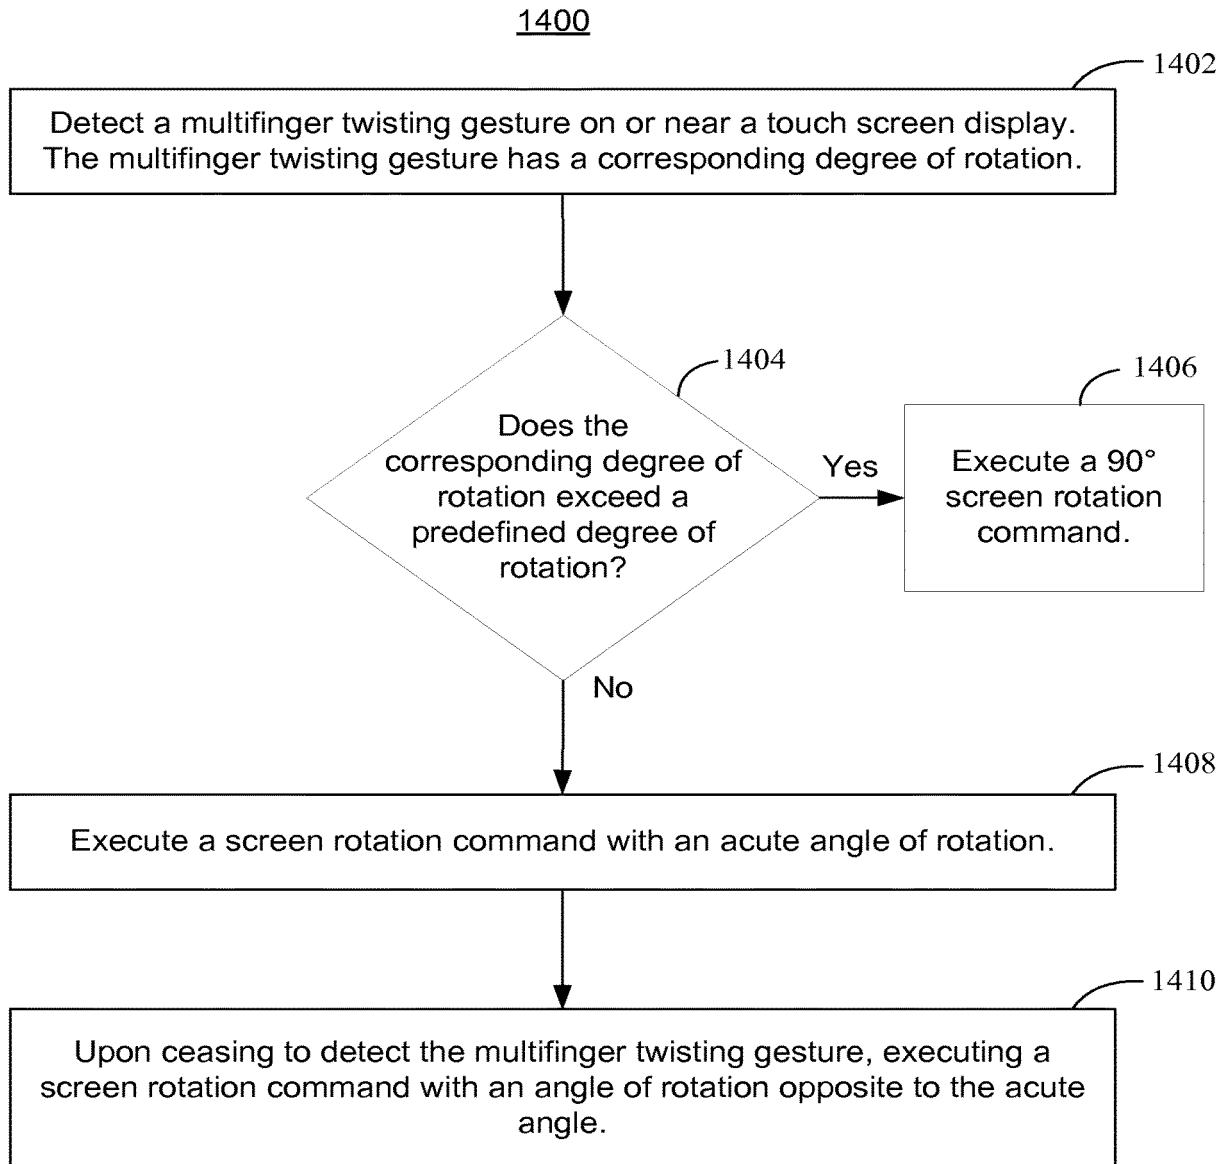 1400
1402
Detect a multifinger twisting gesture on or near a touch screen display.
The multifinger twisting gesture has a corresponding degree of rotation.
1404
Does the
corresponding degree of
rotation exceed a
predefined degree of
rotation?
Yes
1406
Execute a 90°
screen rotation
command.
No
1408
Execute a screen rotation command with an acute angle of rotation.
1410
Upon ceasing to detect the multifinger twisting gesture, executing a
screen rotation command with an angle of rotation opposite to the acute
angle.